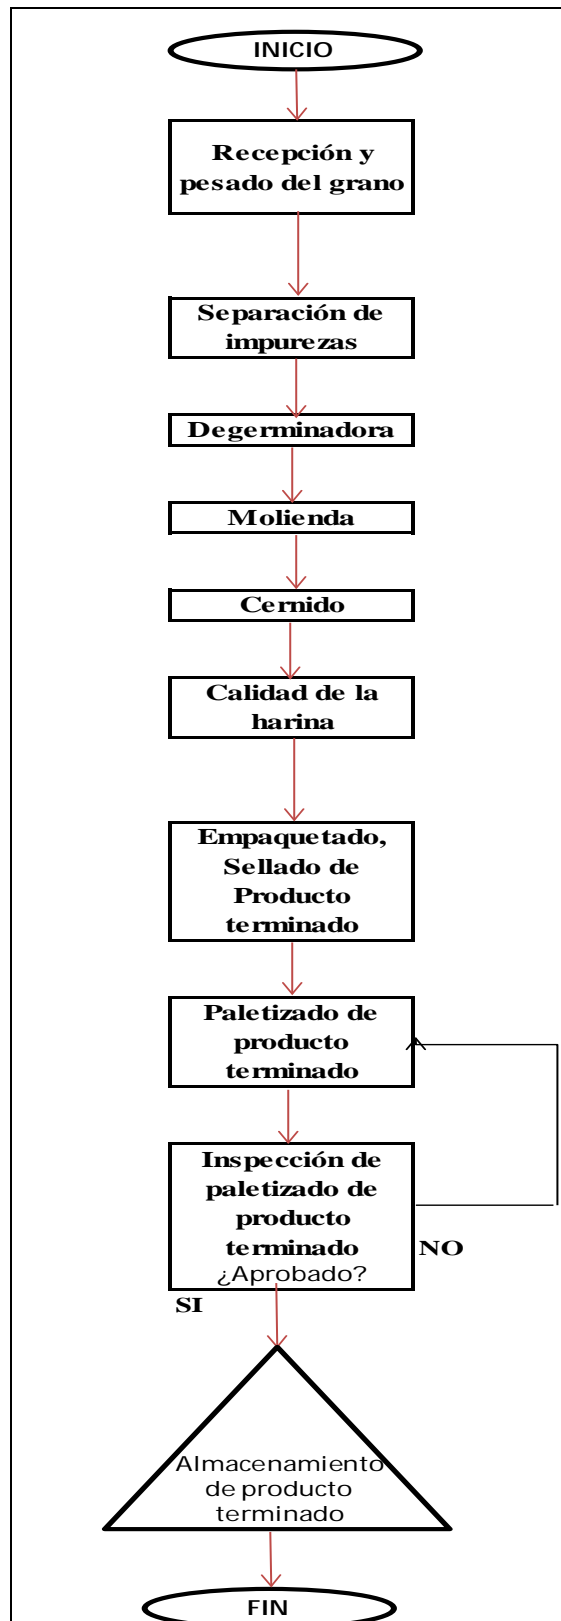 INICIO
Recepción y
pesado del grano
Separación de
impurezas
Degerminadora
Molienda
Cernido
Calidad de la
harina
Empaquetado,
Sellado de
Producto
terminado
Paletizado de
producto
terminado
Inspección de
paletizado de
producto
terminado
¿Aprobado?
NO
SI
Almacenamiento
de producto
terminado
FIN